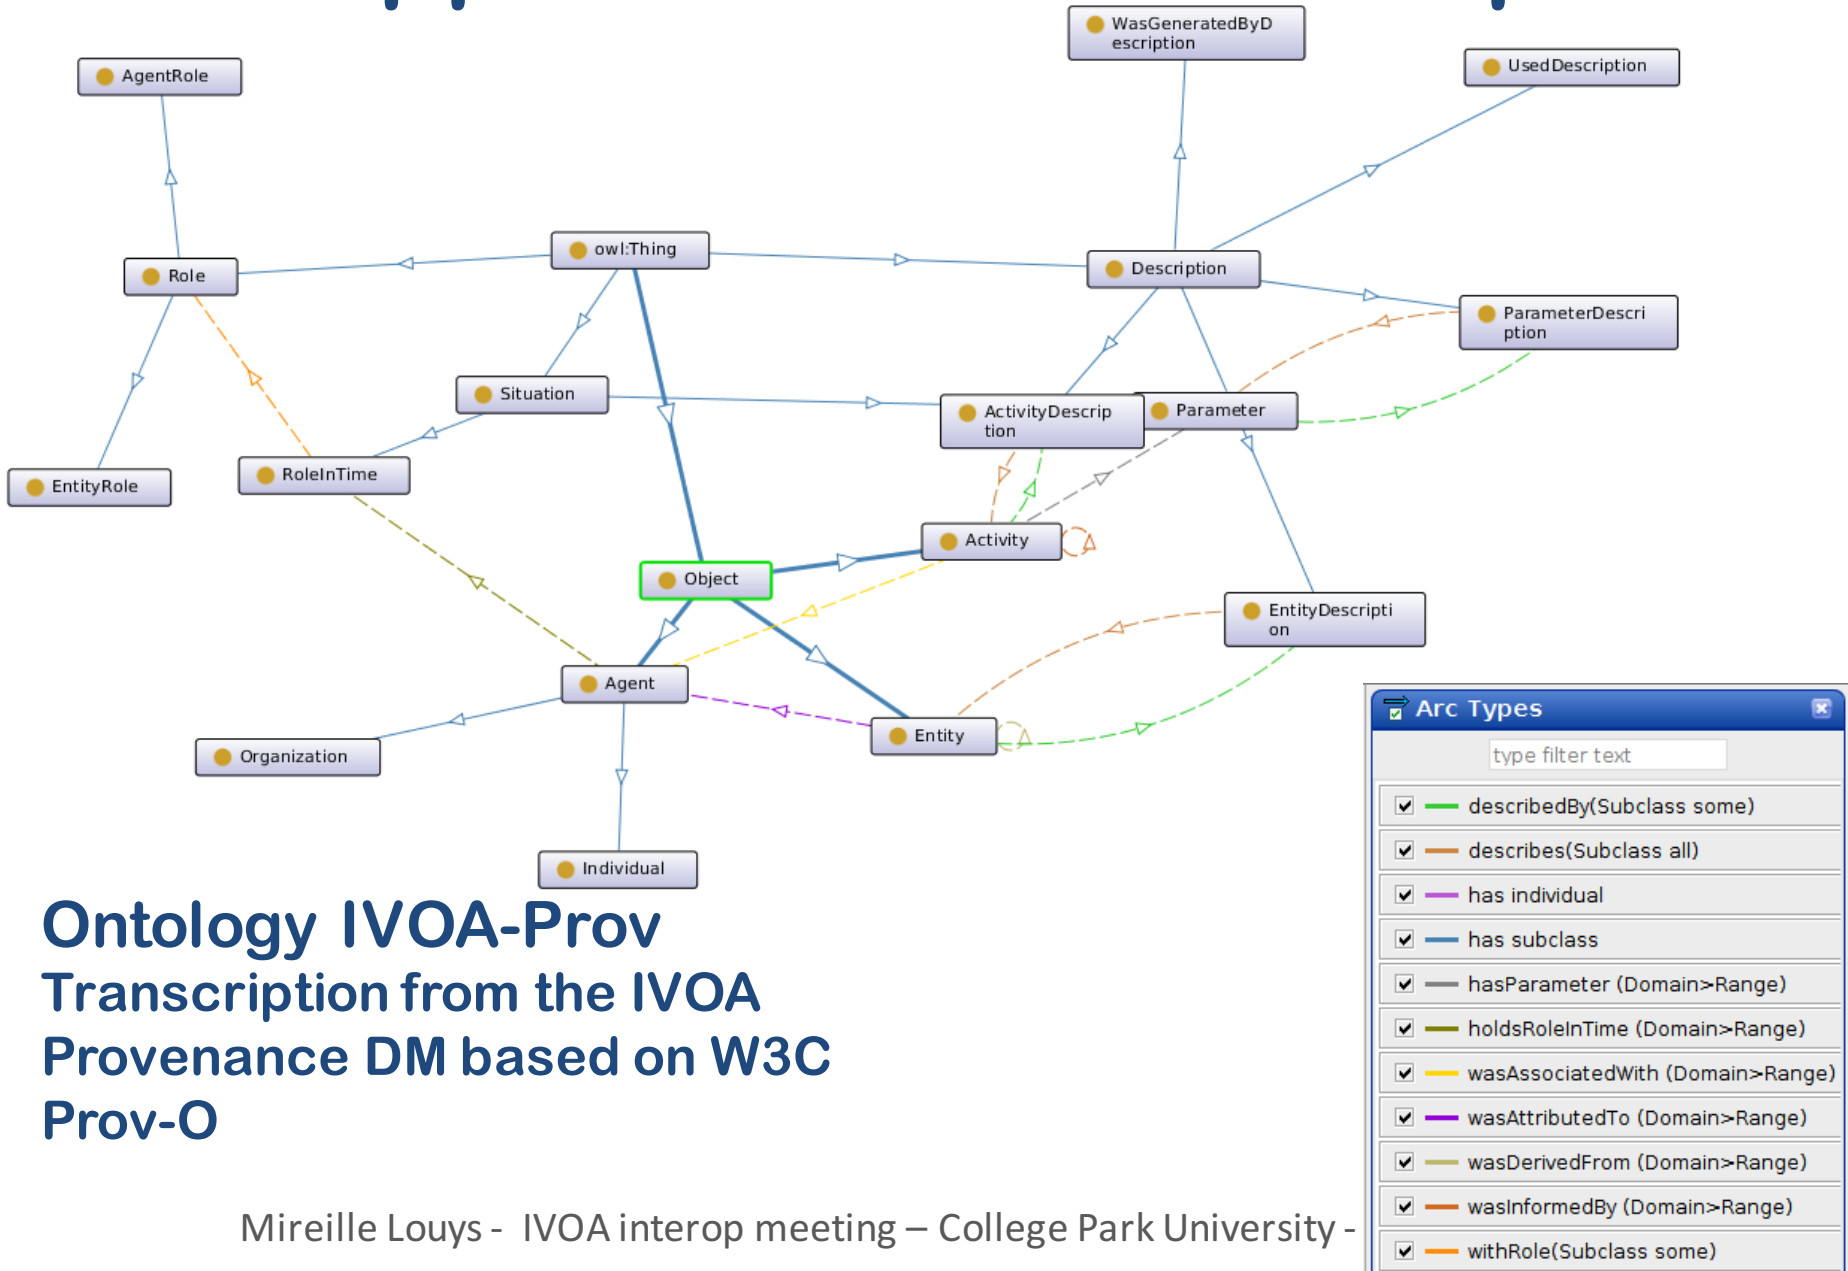 WasGeneratedByD
escription
AgentRole
UsedDescription
owl:Thing
Role
Description
ParameterDescri
ption
Situation
ActivityDescrip
tion
Parameter
RoleInTime
EntityRole
Activity
Object
EntityDescripti
on
Agent
Entity
Organization
Individual
Arc Types
type filter text
describedBy(Subclass some)
describes(Subclass all)
has individual
has subclass
hasParameter (Domain>Range)
holdsRoleInTime (Domain>Range)
wasAssociatedWith (Domain>Range)
wasAttributedTo (Domain>Range)
wasDerivedFrom (Domain>Range)
wasInformedBy (Domain>Range)
withRole(Subclass some)
Ontology IVOA-Prov
Transcription from the IVOA
Provenance DM based on W3C
Prov-O
Mireille Louys - IVOA interop meeting – College Park University -